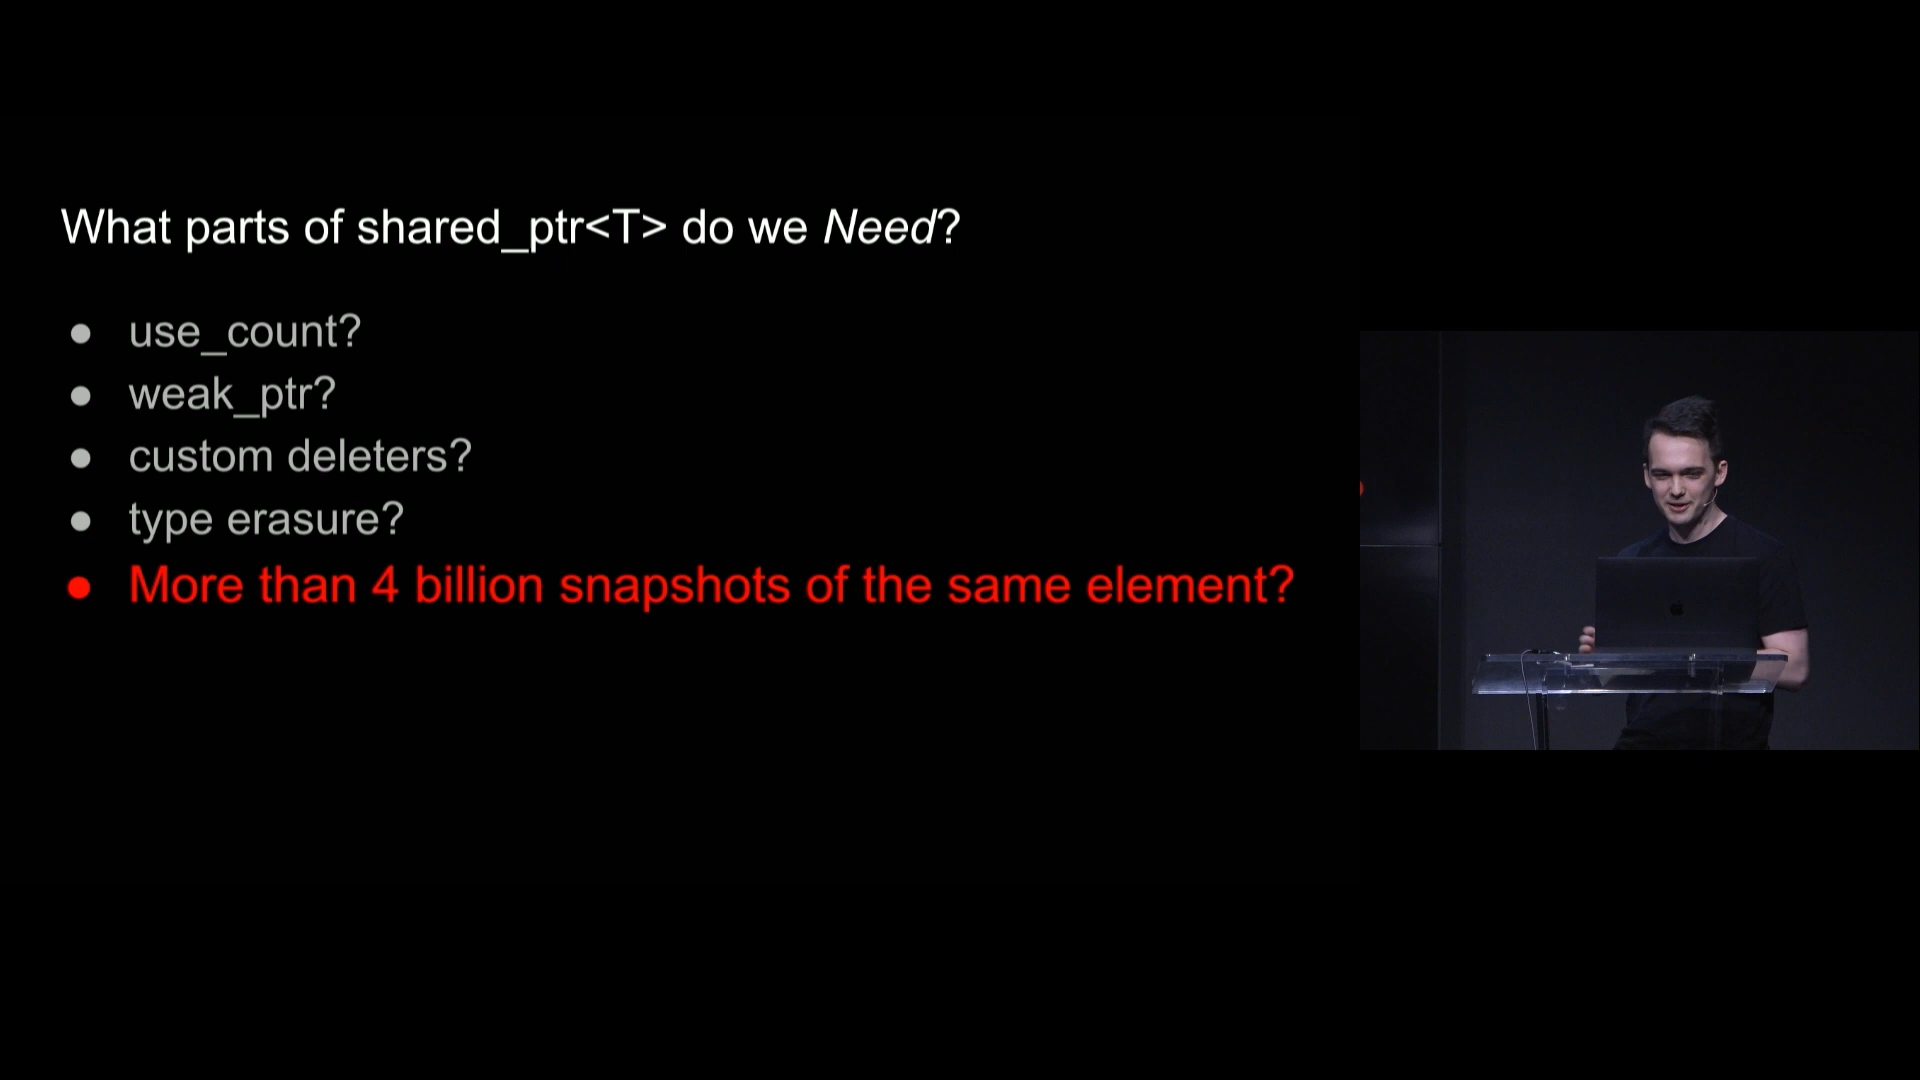 What parts of shared_ptr<T> do we Need?
● use_count?
● weak_ptr?
● custom deleters?
● type erasure?
● More than 4 billion snapshots of the same element?